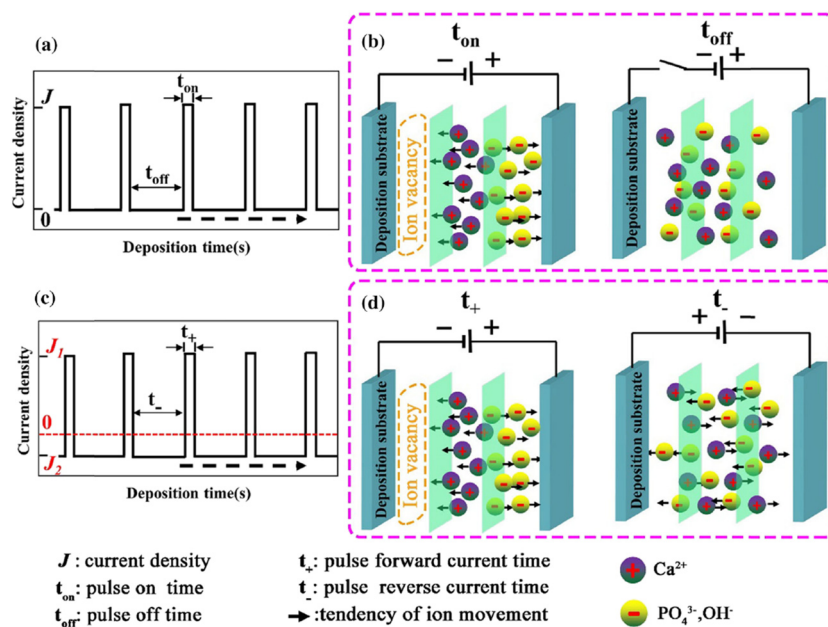 (a)
J
t_on
t_off
0
Current density
Deposition time(s)
(b)
t_on
− +
Deposition substrate
Ion vacancy
t_off
− +
Deposition substrate
(c)
J_1
t_+
t_-
0
J_2
Current density
Deposition time(s)
(d)
t_+
− +
Deposition substrate
Ion vacancy
t_-
+ −
Deposition substrate
J : current density
t_on: pulse on time
t_off: pulse off time
t_+: pulse forward current time
t_-: pulse reverse current time
→:tendency of ion movement
+ Ca²⁺
− PO₄³⁻,OH⁻